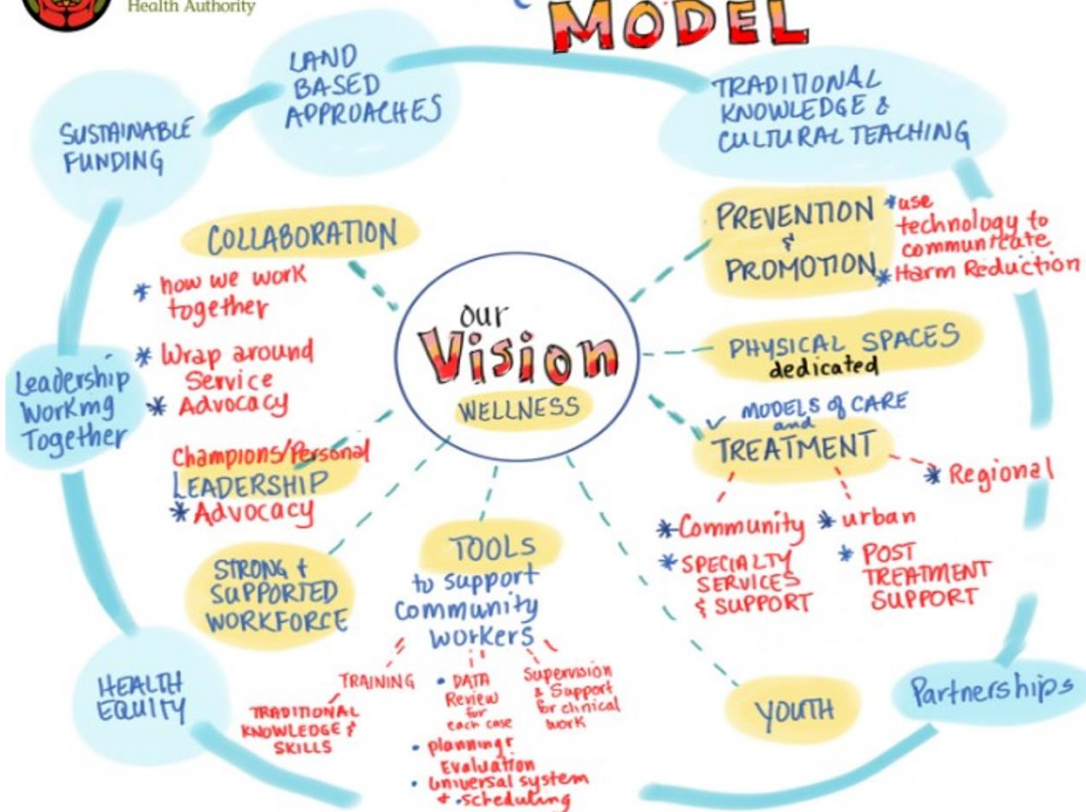 Health Authority
MODEL
LAND
BASED
APPROACHES
TRADITIONAL
KNOWLEDGE &
CULTURAL TEACHING
SUSTAINABLE
FUNDING
COLLABORATION
* how we work
together
* Wrap around
Service
* Advocacy
Leadership
Working
Together
Champions/Personal
LEADERSHIP
* Advocacy
STRONG &
SUPPORTED
WORKFORCE
HEALTH
EQUITY
our
Vision
WELLNESS
PREVENTION
&
PROMOTION
* use
technology to
communicate
* Harm Reduction
PHYSICAL SPACES
dedicated
✓ MODELS of CARE
and
TREATMENT
* Regional
* Community
* SPECIALTY
SERVICES
& SUPPORT
* urban
* POST
TREATMENT
SUPPORT
TOOLS
to support
community
workers
TRAINING
TRADITIONAL
KNOWLEDGE &
SKILLS
• DATA
Review
for
each case
• planning &
Evaluation
• Universal system
+ • scheduling
Supervision
& Support
for clinical
work
YOUTH
Partnerships